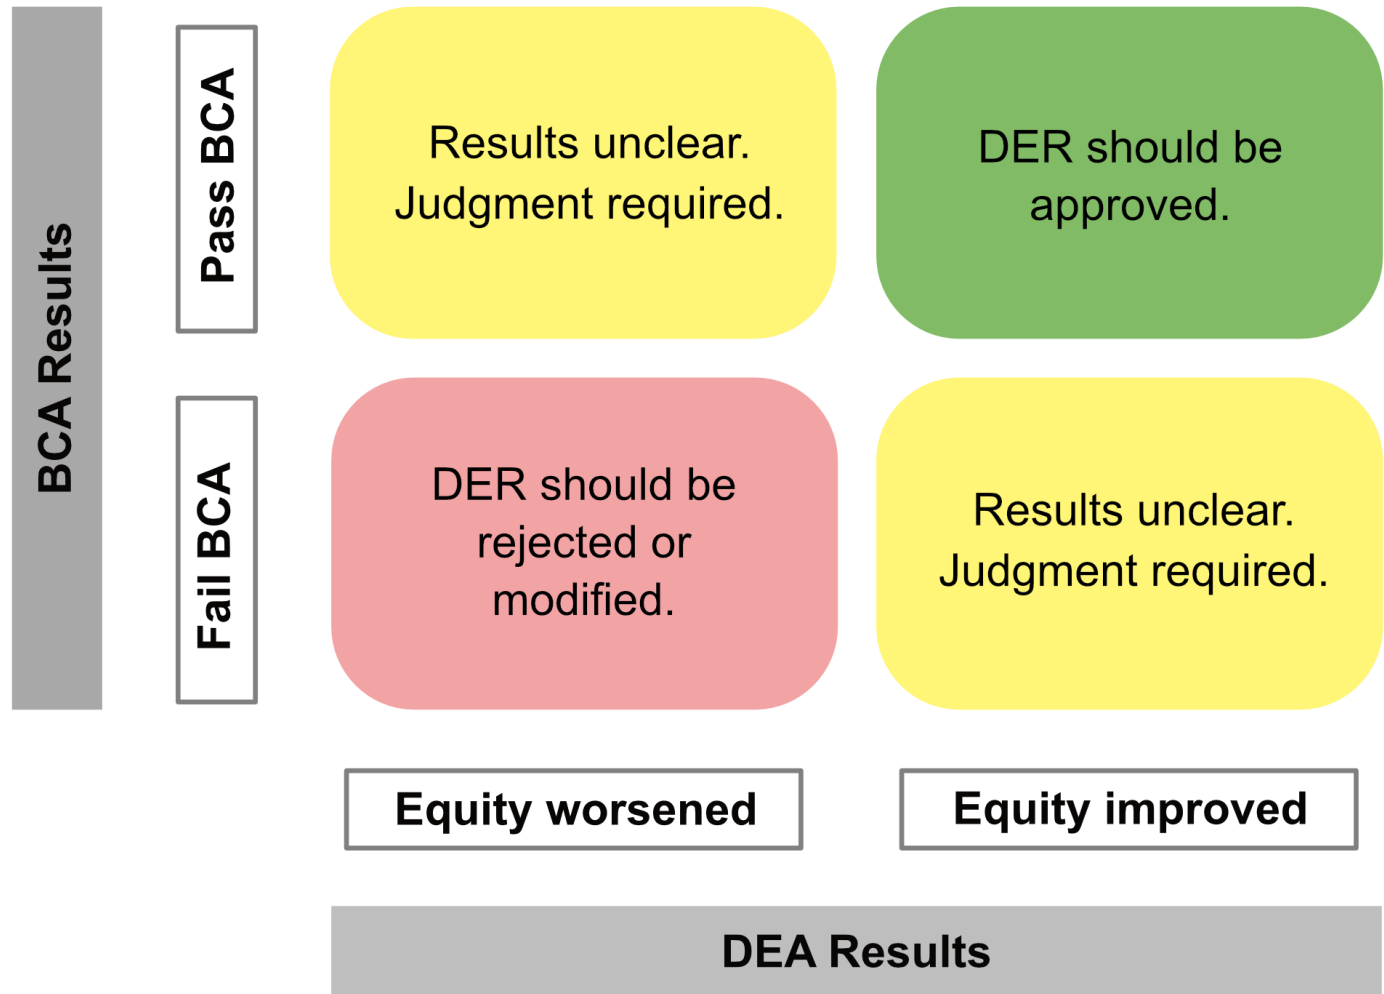 BCA Results
Pass BCA
Results unclear.
Judgment required.
DER should be
approved.
Fail BCA
DER should be
rejected or
modified.
Results unclear.
Judgment required.
Equity worsened
Equity improved
DEA Results